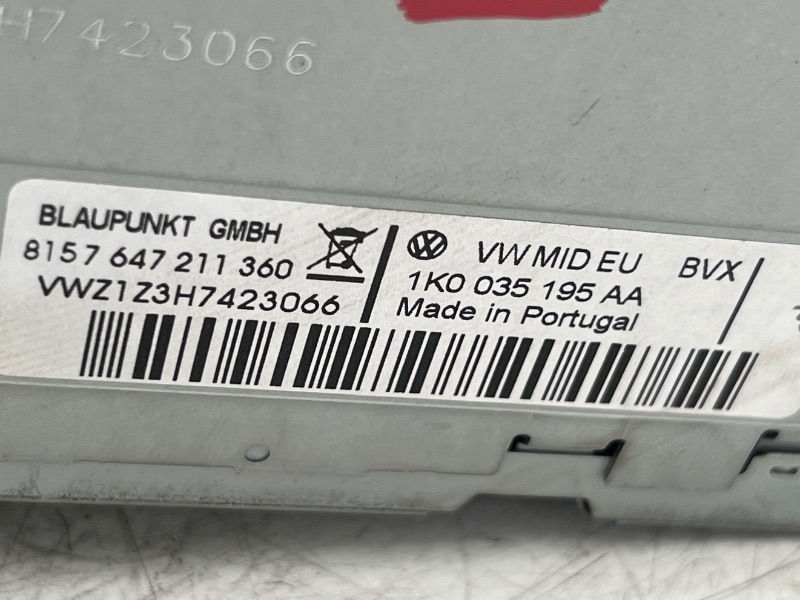 H7423066
BLAUPUNKT GMBH
8157 647 211 360
VWZ1Z3H7423066
VW MID EU BVX
1K0 035 195 AA
Made in Portugal